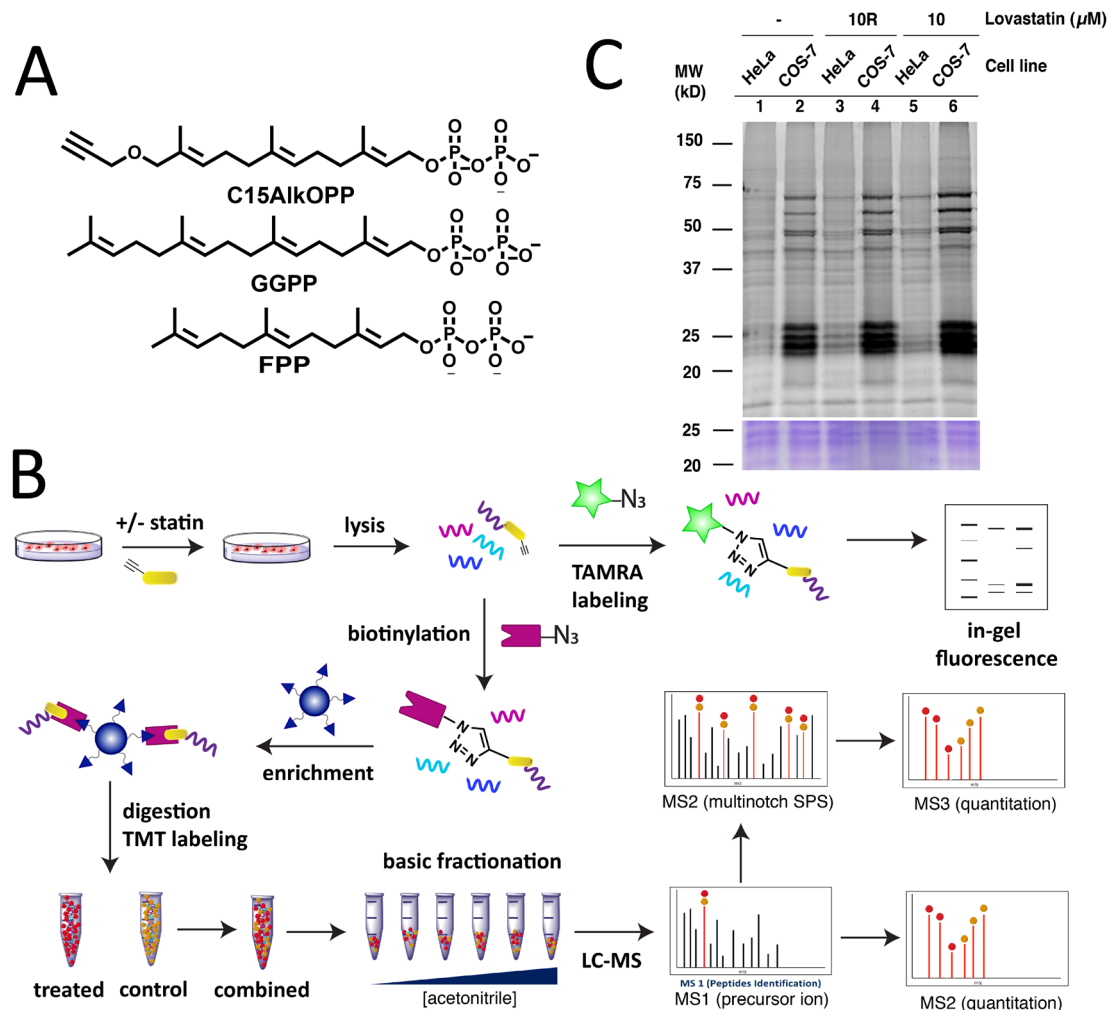 A
O
O
O
O
P
O
P
O
O
O
C15AlkOPP
O
O
O
P
O
P
O
O
O
GGPP
O
O
O
P
O
P
O
O
O
FPP
C
- 10R 10 Lovastatin (µM)
MW
(kD)
HeLa COS-7 HeLa COS-7 HeLa COS-7 Cell line
1 2 3 4 5 6
150
75
50
37
25
20
25
20
B
+/- statin
lysis
N3
TAMRA
labeling
N
N=N
in-gel
fluorescence
biotinylation
N3
N
N=N
enrichment
digestion
TMT labeling
m/z
MS2 (multinotch SPS)
m/z
MS3 (quantitation)
basic fractionation
treated
control
combined
[acetonitrile]
LC-MS
m/z
MS 1 (Peptides Identification)
MS1 (precursor ion)
m/z
MS2 (quantitation)